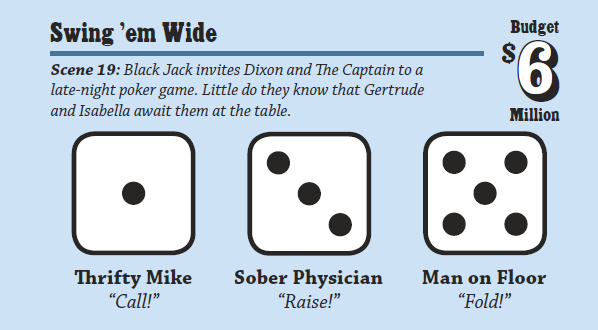 Swing ’em Wide
Budget
$6
Million
Scene 19: Black Jack invites Dixon and The Captain to a
late-night poker game. Little do they know that Gertrude
and Isabella await them at the table.
Thrifty Mike
“Call!”
Sober Physician
“Raise!”
Man on Floor
“Fold!”